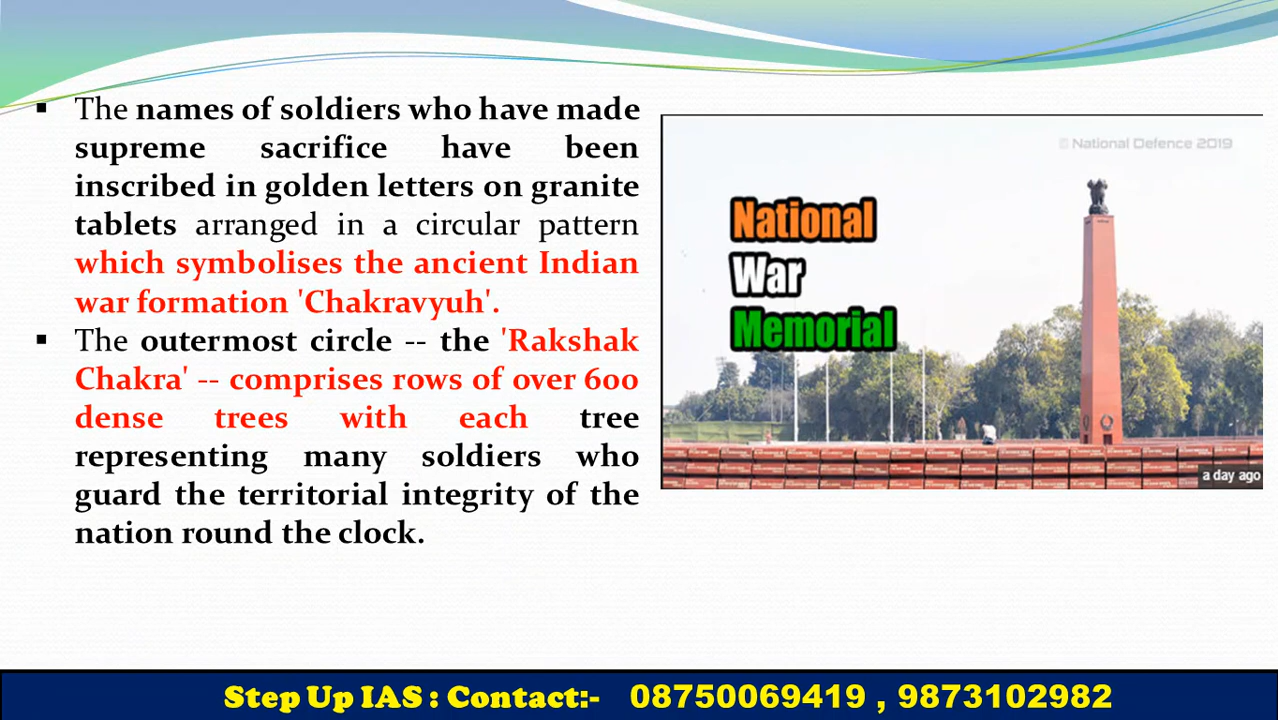 ▪ The names of soldiers who have made
supreme sacrifice have been
inscribed in golden letters on granite
tablets arranged in a circular pattern
which symbolises the ancient Indian
war formation 'Chakravyuh'.
▪ The outermost circle -- the 'Rakshak
Chakra' -- comprises rows of over 600
dense trees with each tree
representing many soldiers who
guard the territorial integrity of the
nation round the clock.
© National Defence 2019
National
War
Memorial
a day ago
Step Up IAS : Contact:- 08750069419 , 9873102982